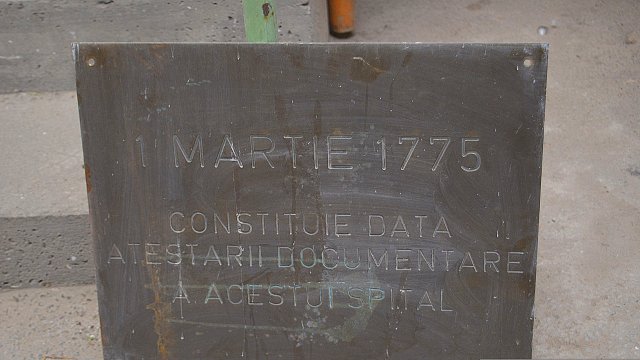 1 MARTIE 1775
CONSTITUIE DATA
ATESTARII DOCUMENTARE
A ACESTUI SPITAL